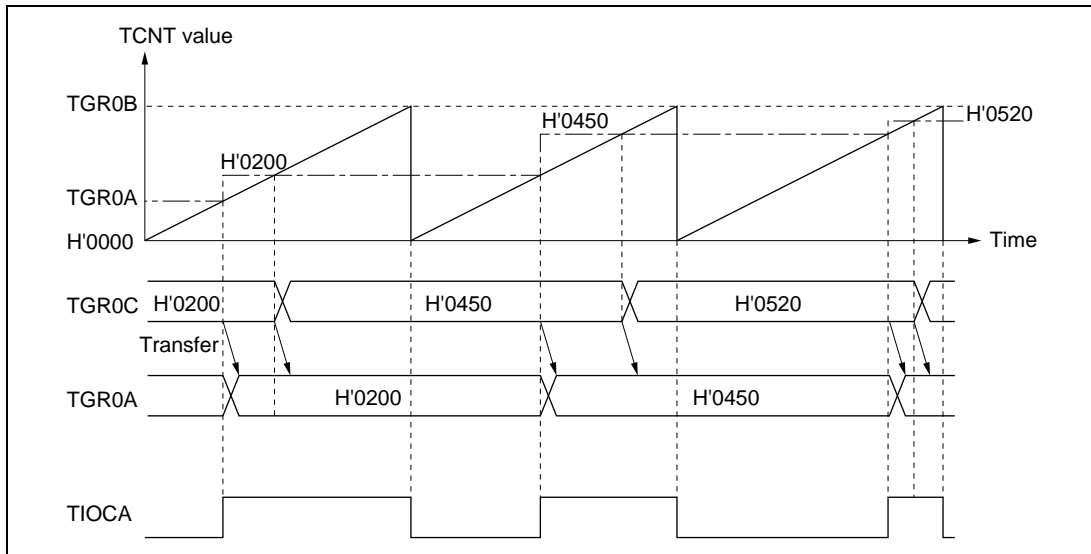 TCNT value
TGR0B
H'0520
H'0450
H'0200
TGR0A
H'0000
Time
TGR0C
H'0200
H'0450
H'0520
Transfer
TGR0A
H'0200
H'0450
TIOCA